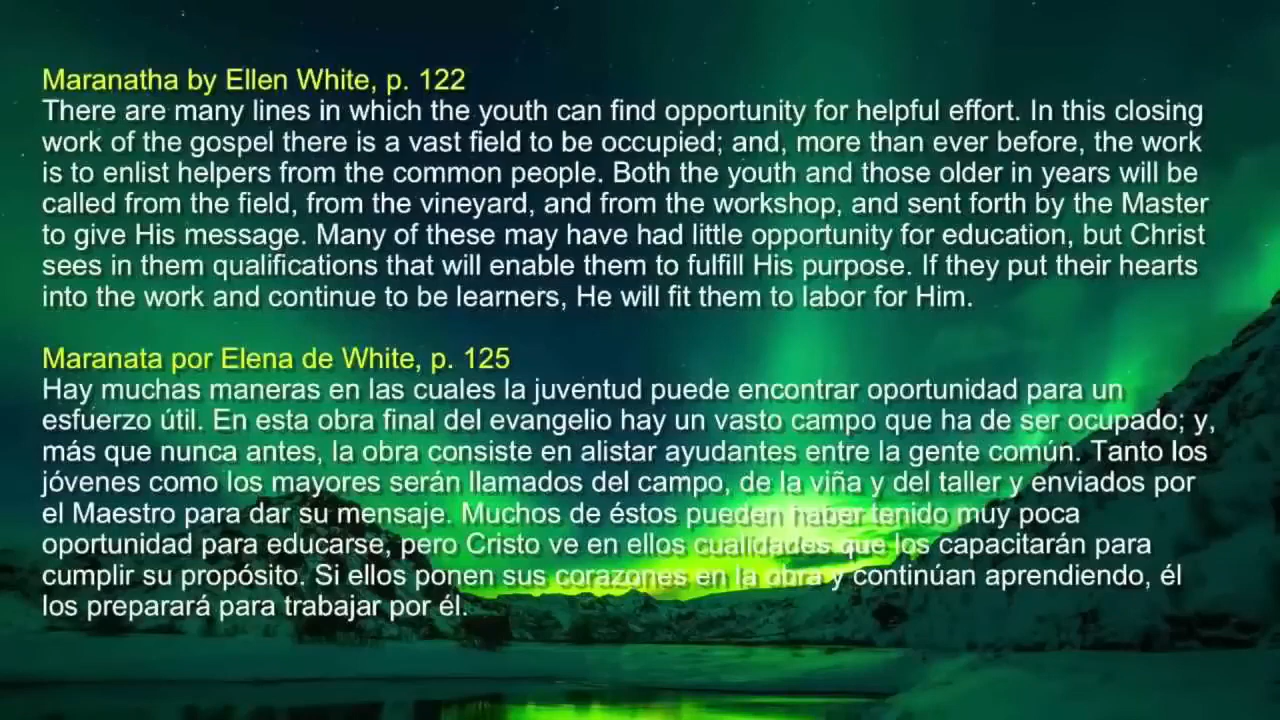 Maranatha by Ellen White, p. 122
There are many lines in which the youth can find opportunity for helpful effort. In this closing
work of the gospel there is a vast field to be occupied; and, more than ever before, the work
is to enlist helpers from the common people. Both the youth and those older in years will be
called from the field, from the vineyard, and from the workshop, and sent forth by the Master
to give His message. Many of these may have had little opportunity for education, but Christ
sees in them qualifications that will enable them to fulfill His purpose. If they put their hearts
into the work and continue to be learners, He will fit them to labor for Him.
Maranata por Elena de White, p. 125
Hay muchas maneras en las cuales la juventud puede encontrar oportunidad para un
esfuerzo útil. En esta obra final del evangelio hay un vasto campo que ha de ser ocupado; y,
más que nunca antes, la obra consiste en alistar ayudantes entre la gente común. Tanto los
jóvenes como los mayores serán llamados del campo, de la viña y del taller y enviados por
el Maestro para dar su mensaje. Muchos de éstos pueden haber tenido muy poca
oportunidad para educarse, pero Cristo ve en ellos cualidades que los capacitarán para
cumplir su propósito. Si ellos ponen sus corazones en la obra y continúan aprendiendo, él
los preparará para trabajar por él.